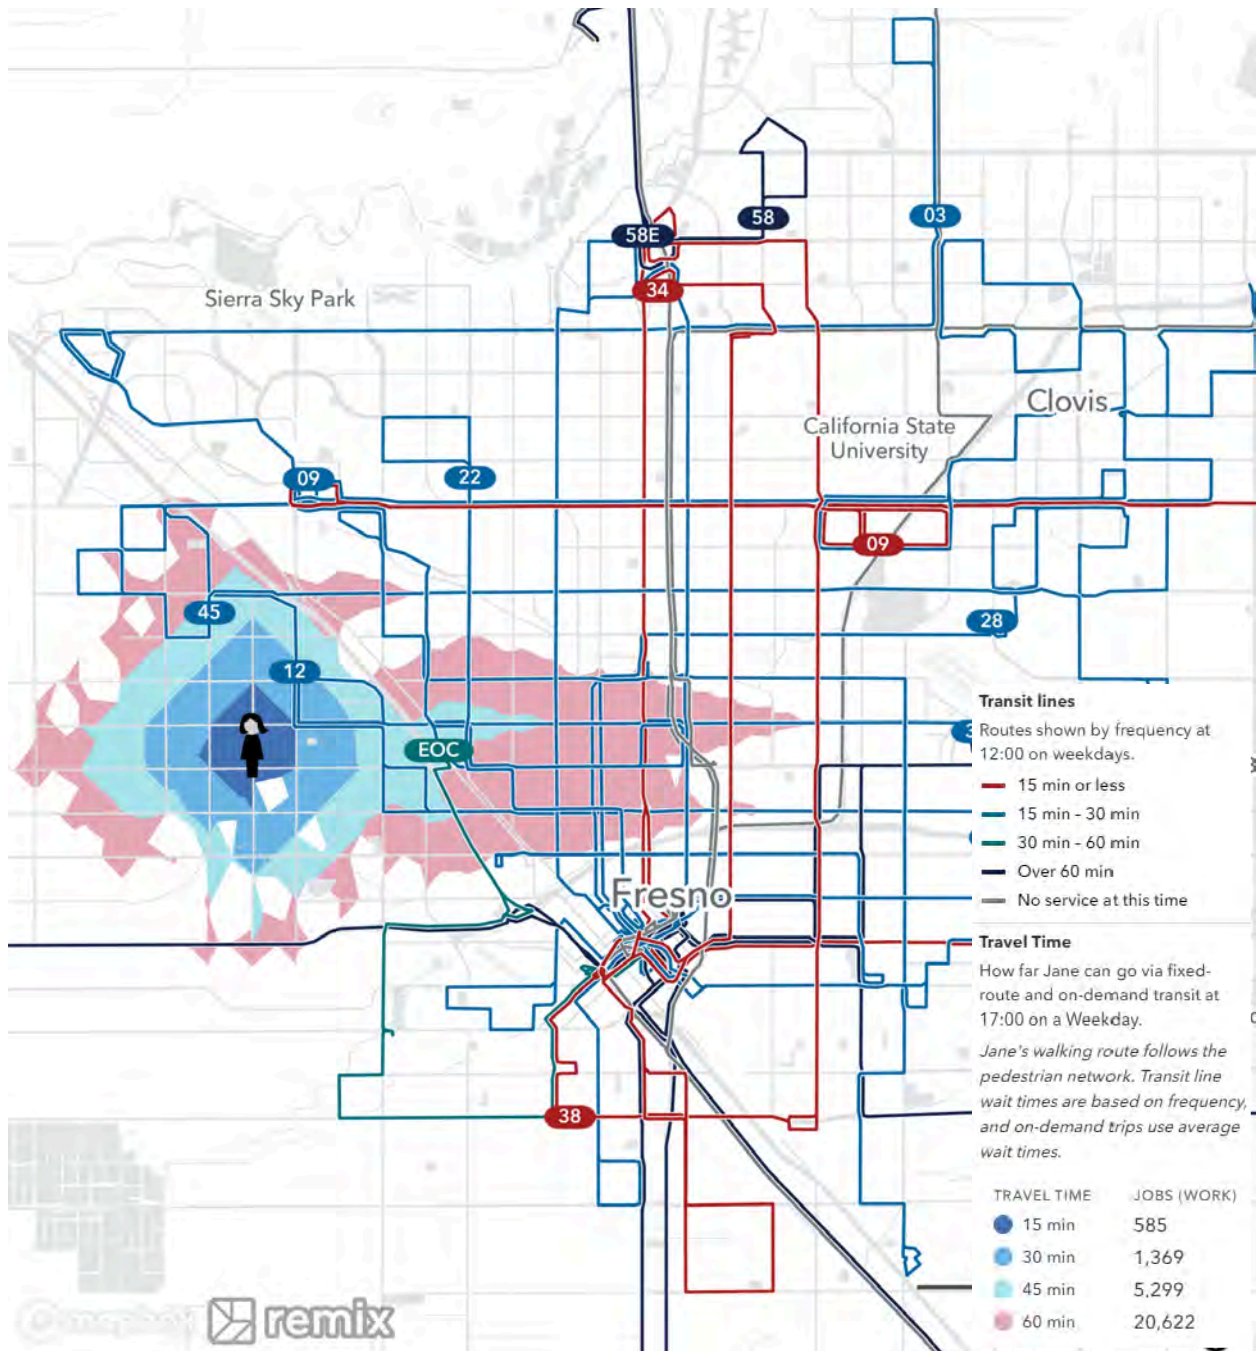 58
03
58E
34
Sierra Sky Park
Clovis
California State
University
09
22
09
45
28
12
EOC
Fresno
38
Transit lines
Routes shown by frequency at
12:00 on weekdays.
15 min or less
15 min - 30 min
30 min - 60 min
Over 60 min
No service at this time
Travel Time
How far Jane can go via fixed-
route and on-demand transit at
17:00 on a Weekday.
Jane's walking route follows the
pedestrian network. Transit line
wait times are based on frequency,
and on-demand trips use average
wait times.
TRAVEL TIME JOBS (WORK)
15 min 585
30 min 1,369
45 min 5,299
60 min 20,622
mapbox remix